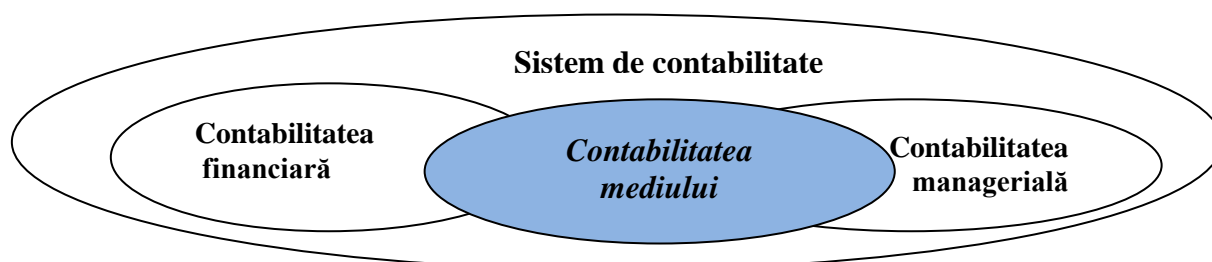 Sistem de contabilitate
Contabilitatea
financiară
Contabilitatea
mediului
Contabilitatea
managerială